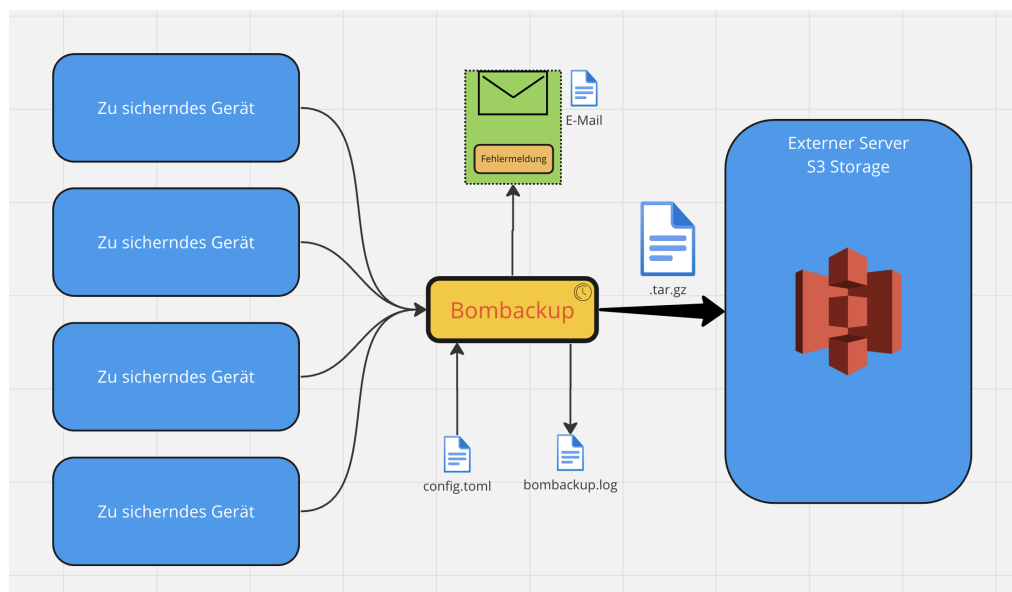 Zu sicherndes Gerät
Zu sicherndes Gerät
Zu sicherndes Gerät
Zu sicherndes Gerät
E-Mail
Fehlermeldung
Bombackup
config.toml
bombackup.log
.tar.gz
Externer Server
S3 Storage